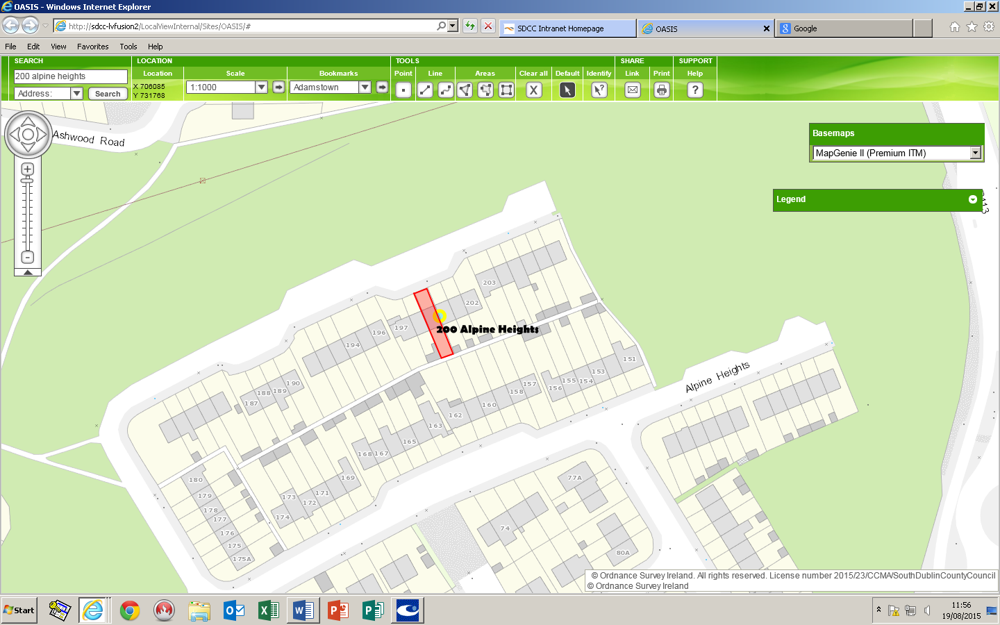 OASIS - Windows Internet Explorer
http://sdcc-lvfusion2/LocalViewInternal/Sites/OASIS/#
SDCC Intranet Homepage
OASIS
Google
File Edit View Favorites Tools Help
SEARCH
200 alpine heights
Address:
Search
LOCATION
Location
X 706085
Y 731768
Scale
1:1000
Bookmarks
Adamstown
TOOLS
Point
Line
Areas
Clear all
X
Default
Identify
SHARE
Link
Print
SUPPORT
Help
?
Basemaps
MapGenie II (Premium ITM)
Legend
Ashwood Road
203
202
200 Alpine Heights
197
196
194
190
189
188
187
151
153
154
155
156
157
158
160
162
163
165
167
168
169
171
172
173
174
180
179
178
177
176
175
175A
Alpine Heights
77A
74
80A
© Ordnance Survey Ireland. All rights reserved. License number 2015/23/CCMA/SouthDublinCountyCouncil
© Ordnance Survey Ireland
Start
11:56
19/08/2015